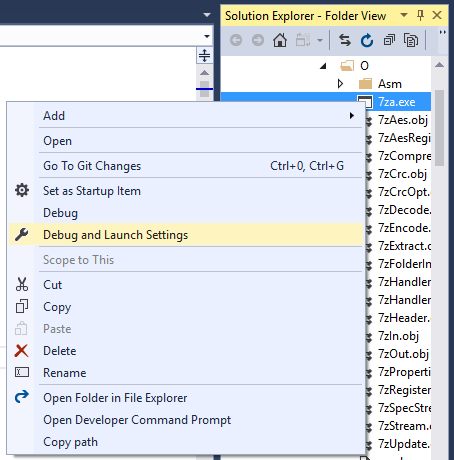 Solution Explorer - Folder View
O
Asm
7za.exe
7zAes.obj
7zAesRegi
7zCompre
7zCrc.obj
7zCrcOpt.
7zDecode.
7zEncode.
7zExtract.o
7zFolderIn
7zHandler
7zHandler
7zHeader.
7zIn.obj
7zOut.obj
7zProperti
7zRegister
7zSpecStre
7zStream.o
7zUpdate.
Add
Open
Go To Git Changes Ctrl+0, Ctrl+G
Set as Startup Item
Debug
Debug and Launch Settings
Scope to This
Cut
Copy
Paste
Delete
Rename
Open Folder in File Explorer
Open Developer Command Prompt
Copy path